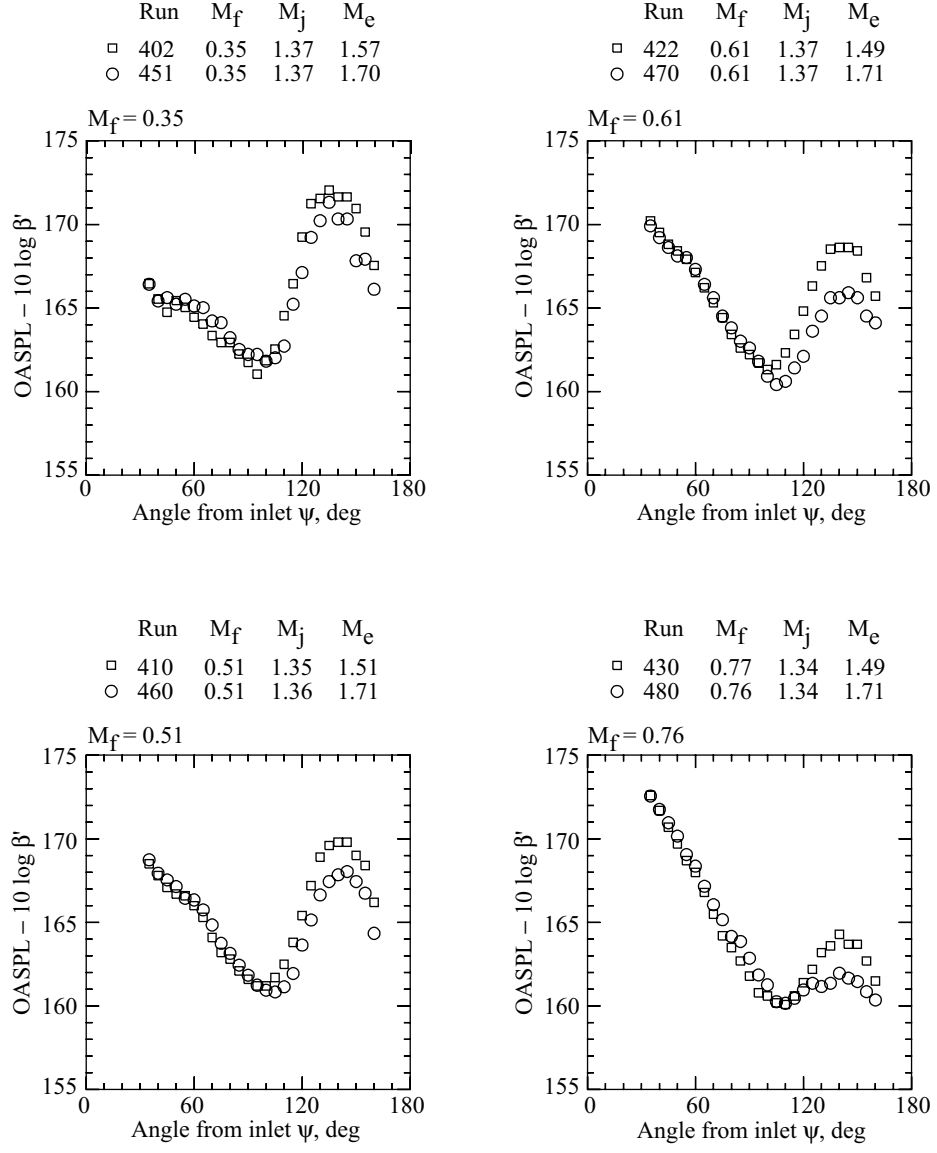 Run M_f M_j M_e
□ 402 0.35 1.37 1.57
○ 451 0.35 1.37 1.70
M_f = 0.35
175
170
165
160
155
OASPL – 10 log β'
0 60 120 180
Angle from inlet ψ, deg
Run M_f M_j M_e
□ 422 0.61 1.37 1.49
○ 470 0.61 1.37 1.71
M_f = 0.61
175
170
165
160
155
OASPL – 10 log β'
0 60 120 180
Angle from inlet ψ, deg
Run M_f M_j M_e
□ 410 0.51 1.35 1.51
○ 460 0.51 1.36 1.71
M_f = 0.51
175
170
165
160
155
OASPL – 10 log β'
0 60 120 180
Angle from inlet ψ, deg
Run M_f M_j M_e
□ 430 0.77 1.34 1.49
○ 480 0.76 1.34 1.71
M_f = 0.76
175
170
165
160
155
OASPL – 10 log β'
0 60 120 180
Angle from inlet ψ, deg